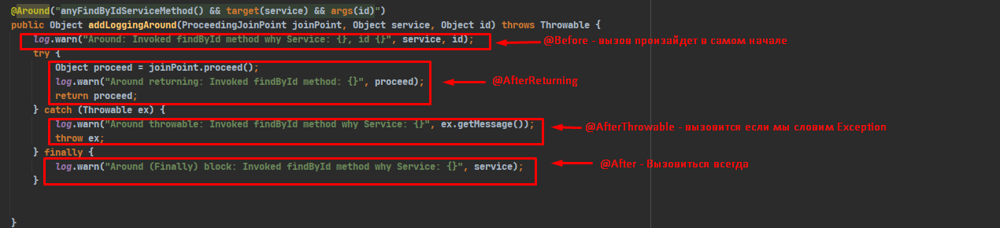 @Around("anyFindByIdServiceMethod() && target(service) && args(id)")
public Object addLoggingAround(ProceedingJoinPoint joinPoint, Object service, Object id) throws Throwable {
log.warn("Around: Invoked findById method why Service: {}, id {}", service, id);
@Before - вызов произайдет в самом начале
try {
Object proceed = joinPoint.proceed();
log.warn("Around returning: Invoked findById method: {}", proceed);
@AfterReturning
return proceed;
} catch (Throwable ex) {
log.warn("Around throwable: Invoked findById method why Service: {}", ex.getMessage());
@AfterThrowable - вызовится если мы словим Exception
throw ex;
} finally {
log.warn("Around (Finally) block: Invoked findById method why Service: {}", service);
@After - Вызовиться всегда
}
}